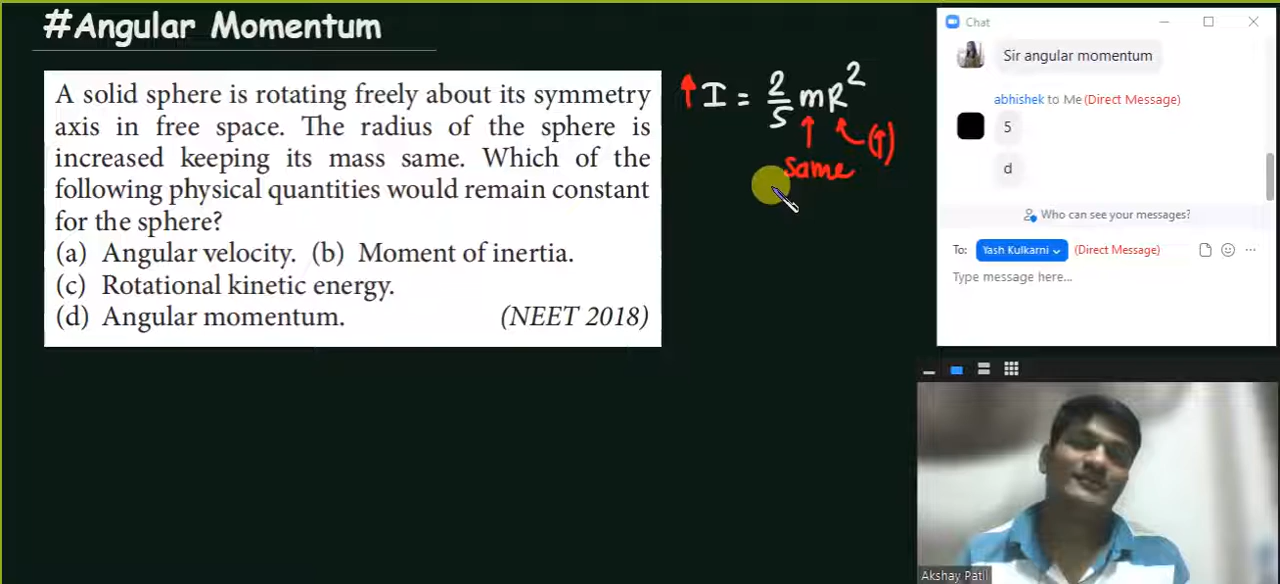 #Angular Momentum
A solid sphere is rotating freely about its symmetry
axis in free space. The radius of the sphere is
increased keeping its mass same. Which of the
following physical quantities would remain constant
for the sphere?
(a) Angular velocity. (b) Moment of inertia.
(c) Rotational kinetic energy.
(d) Angular momentum. (NEET 2018)
↑ I = 2/5 mR²
↑ (↑)
same
Chat
Sir angular momentum
abhishek to Me (Direct Message)
5
d
Who can see your messages?
To: Yash Kulkarni (Direct Message)
Type message here...
Akshay Patil